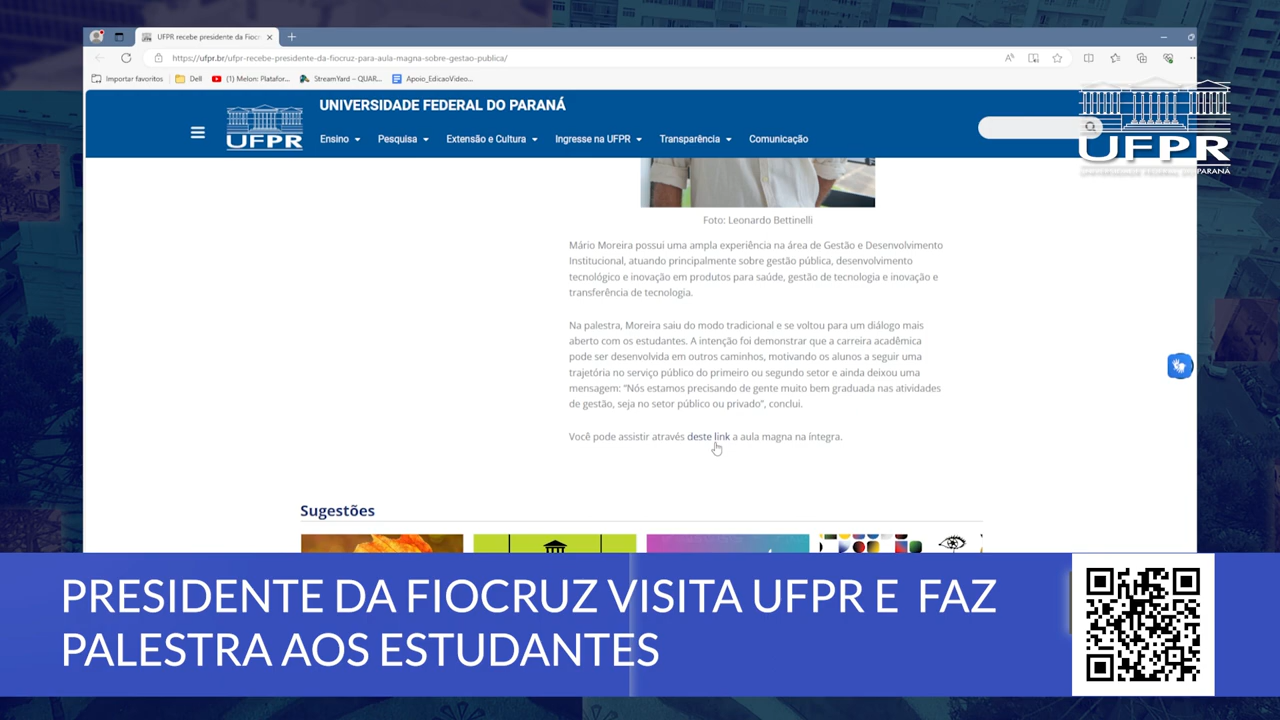 UFPR recebe presidente da Fiocr
https://ufpr.br/ufpr-recebe-presidente-da-fiocruz-para-aula-magna-sobre-gestao-publica/
Importar favoritos
Dell
(1) Melon: Platafor...
StreamYard – QUAR...
Apoio_EdicaoVideo...
UNIVERSIDADE FEDERAL DO PARANÁ
UFPR
Ensino
Pesquisa
Extensão e Cultura
Ingresse na UFPR
Transparência
Comunicação
UFPR
UNIVERSIDADE FEDERAL DO PARANÁ
Foto: Leonardo Bettinelli
Mário Moreira possui uma ampla experiência na área de Gestão e Desenvolvimento
Institucional, atuando principalmente sobre gestão pública, desenvolvimento
tecnológico e inovação em produtos para saúde, gestão de tecnologia e inovação e
transferência de tecnologia.
Na palestra, Moreira saiu do modo tradicional e se voltou para um diálogo mais
aberto com os estudantes. A intenção foi demonstrar que a carreira acadêmica
pode ser desenvolvida em outros caminhos, motivando os alunos a seguir uma
trajetória no serviço público do primeiro ou segundo setor e ainda deixou uma
mensagem: “Nós estamos precisando de gente muito bem graduada nas atividades
de gestão, seja no setor público ou privado”, conclui.
Você pode assistir através deste link a aula magna na íntegra.
Sugestões
PRESIDENTE DA FIOCRUZ VISITA UFPR E FAZ
PALESTRA AOS ESTUDANTES